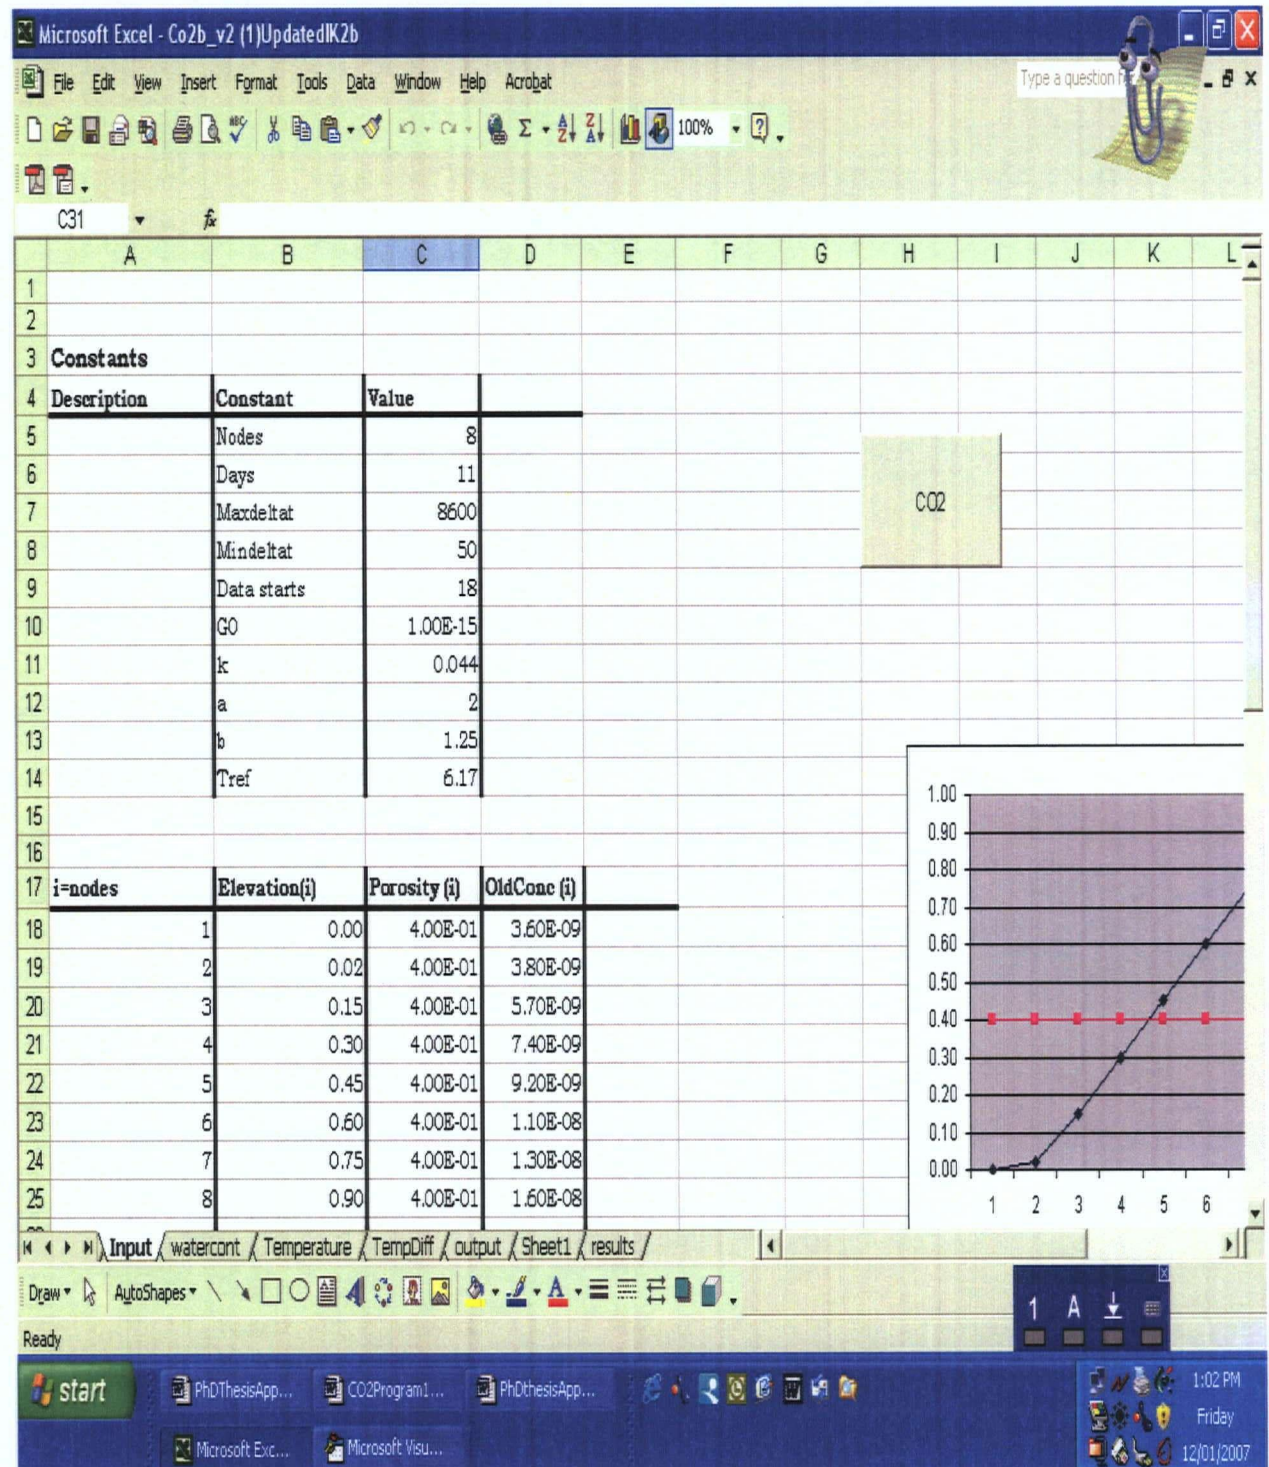 Microsoft Excel - Co2b_v2 (1)UpdatedIK2b
File Edit View Insert Format Tools Data Window Help Acrobat
Type a question for
100%
C31
fx
A B C D E F G H I J K L
1
2
3 Constants
4 Description Constant Value
5 Nodes 8
6 Days 11
7 Maxdeltat 8600
8 Mindeltat 50
9 Data starts 18
10 G0 1.00E-15
11 k 0.044
12 a 2
13 b 1.25
14 Tref 6.17
15
16
17 i=nodes Elevation(i) Porosity (i) OldConc (i)
18 1 0.00 4.00E-01 3.60E-09
19 2 0.02 4.00E-01 3.80E-09
20 3 0.15 4.00E-01 5.70E-09
21 4 0.30 4.00E-01 7.40E-09
22 5 0.45 4.00E-01 9.20E-09
23 6 0.60 4.00E-01 1.10E-08
24 7 0.75 4.00E-01 1.30E-08
25 8 0.90 4.00E-01 1.60E-08
CO2
1.00
0.90
0.80
0.70
0.60
0.50
0.40
0.30
0.20
0.10
0.00
1 2 3 4 5 6
Input watercont Temperature TempDiff output Sheet1 results
Draw AutoShapes
1 A
Ready
start PhDThesisApp... CO2Program1... PhDthesisApp...
1:02 PM
Friday
Microsoft Exc... Microsoft Visu...
12/01/2007